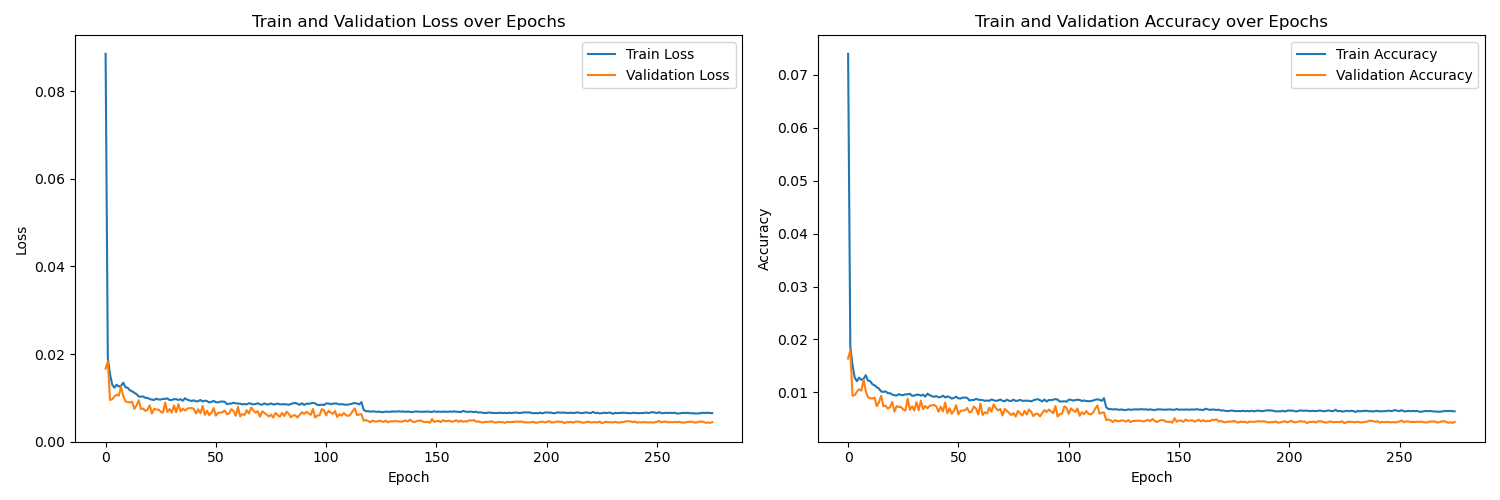 Train and Validation Loss over Epochs
Train Loss
Validation Loss
0.08
0.06
0.04
0.02
0.00
Loss
0
50
100
150
200
250
Epoch
Train and Validation Accuracy over Epochs
Train Accuracy
Validation Accuracy
0.07
0.06
0.05
0.04
0.03
0.02
0.01
Accuracy
0
50
100
150
200
250
Epoch